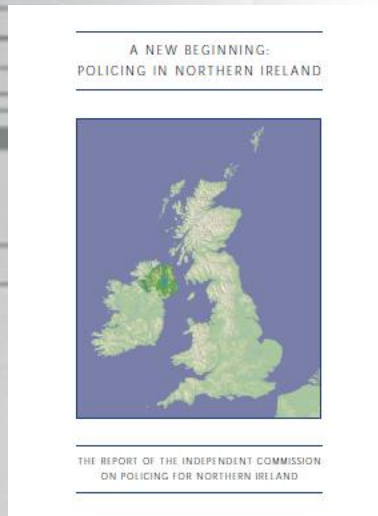 A NEW BEGINNING:
POLICING IN NORTHERN IRELAND
THE REPORT OF THE INDEPENDENT COMMISSION
ON POLICING FOR NORTHERN IRELAND